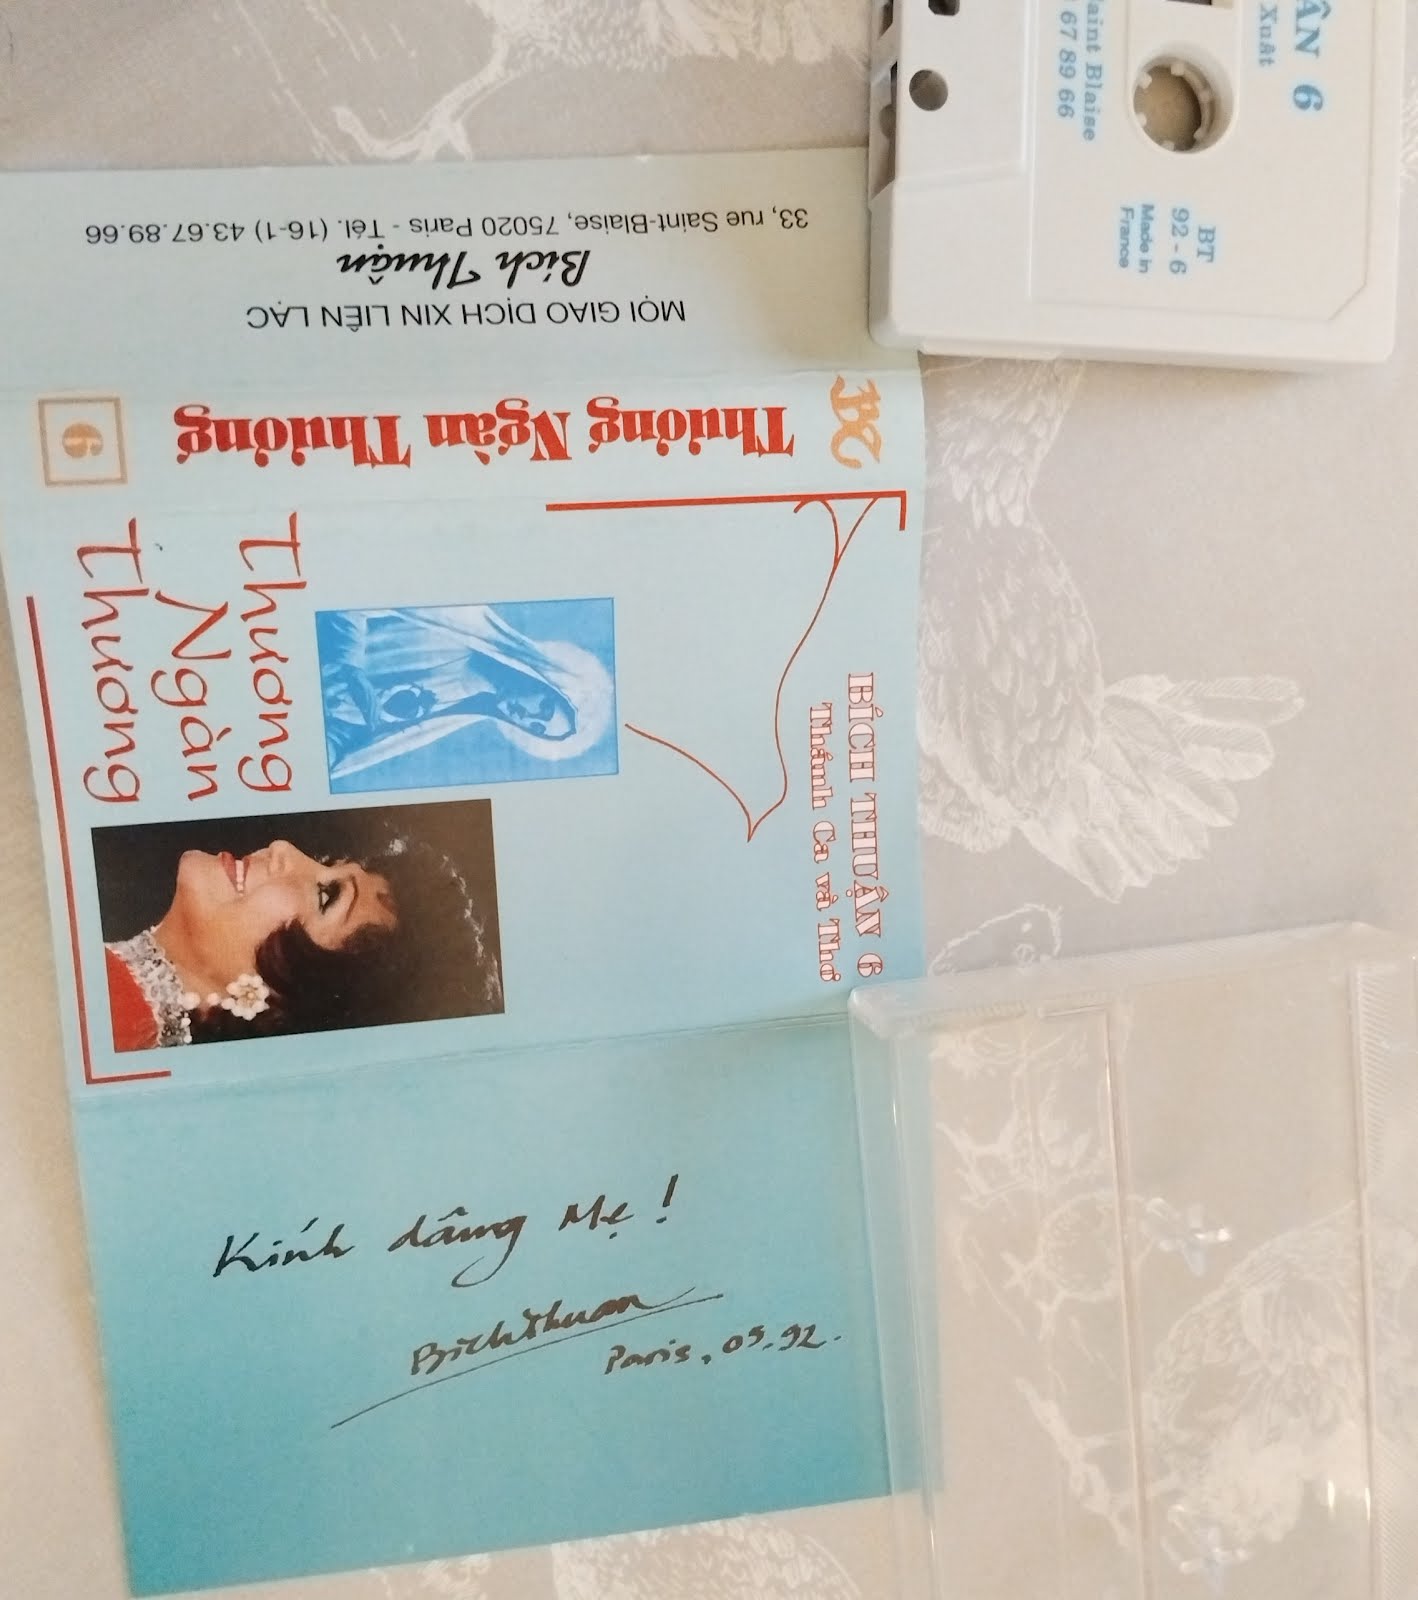 MỌI GIAO DỊCH XIN LIÊN LẠC
Bích Thuận
33, rue Saint-Blaise, 75020 Paris - Tél. (16-1) 43.67.89.66
BT
Thương Ngàn Thương
6
BÍCH THUẬN 6
Thánh Ca và Thơ
Thương
Ngàn
Thương
Kính dâng Mẹ !
Bichthuan
Paris, 05.92.
ÂN 6
Xuất
aint Blaise
67 89 66
BT
92 - 6
Made in
France